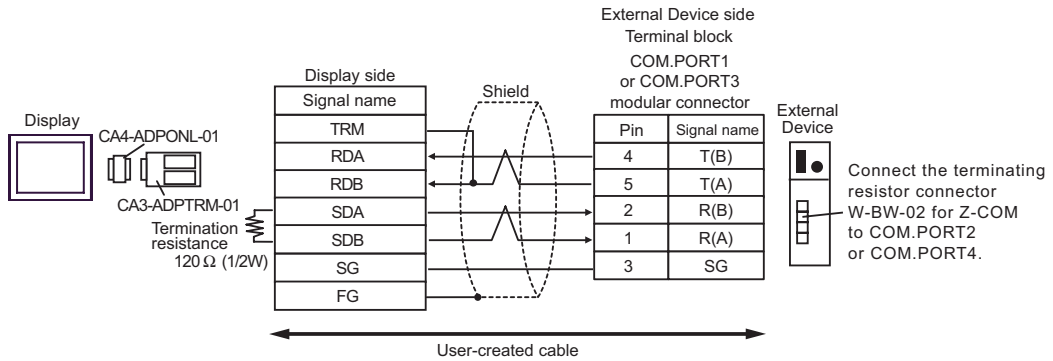 External Device side
Terminal block
COM.PORT1
or COM.PORT3
modular connector
Display side
Shield
Signal name
Pin
Signal name
TRM
RDA
4
T(B)
RDB
5
T(A)
SDA
2
R(B)
SDB
1
R(A)
SG
3
SG
FG
Display
CA4-ADPONL-01
CA3-ADPTRM-01
Termination
resistance
120 Ω (1/2W)
External
Device
Connect the terminating
resistor connector
W-BW-02 for Z-COM
to COM.PORT2
or COM.PORT4.
User-created cable